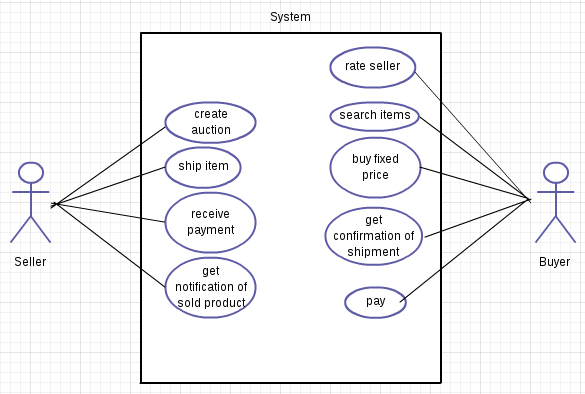 System
rate seller
create
auction
search items
ship item
buy fixed
price
receive
payment
get
confirmation of
shipment
Seller
Buyer
get
notification of
sold product
pay